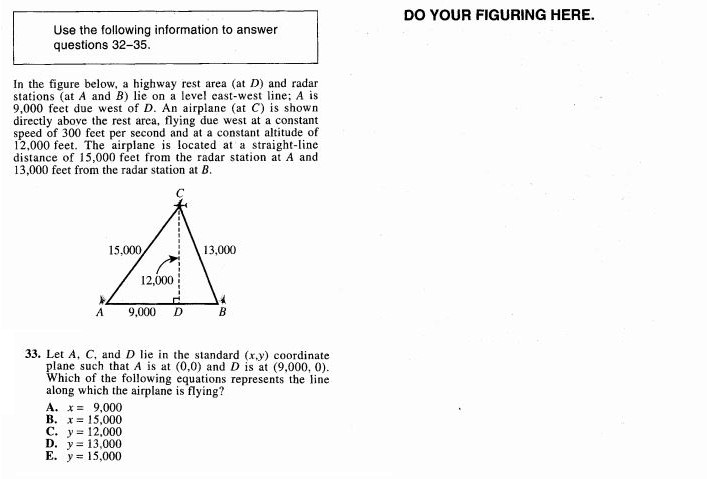 Use the following information to answer
questions 32–35.
DO YOUR FIGURING HERE.
In the figure below, a highway rest area (at D) and radar
stations (at A and B) lie on a level east-west line; A is
9,000 feet due west of D. An airplane (at C) is shown
directly above the rest area, flying due west at a constant
speed of 300 feet per second and at a constant altitude of
12,000 feet. The airplane is located at a straight-line
distance of 15,000 feet from the radar station at A and
13,000 feet from the radar station at B.
C
15,000
13,000
12,000
A
9,000
D
B
33. Let A, C, and D lie in the standard (x,y) coordinate
plane such that A is at (0,0) and D is at (9,000, 0).
Which of the following equations represents the line
along which the airplane is flying?
A. x = 9,000
B. x = 15,000
C. y = 12,000
D. y = 13,000
E. y = 15,000